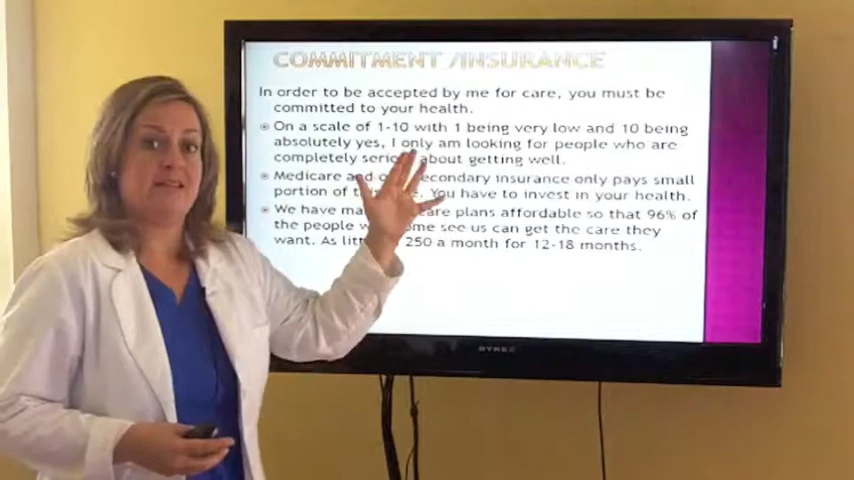 COMMITMENT /INSURANCE
In order to be accepted by me for care, you must be
committed to your health.
On a scale of 1-10 with 1 being very low and 10 being
absolutely yes, I only am looking for people who are
completely serious about getting well.
Medicare and secondary insurance only pays small
portion of You have to invest in your health.
We have care plans affordable so that 96% of
the people see us can get the care they
want. As 250 a month for 12-18 months.
DYNEX